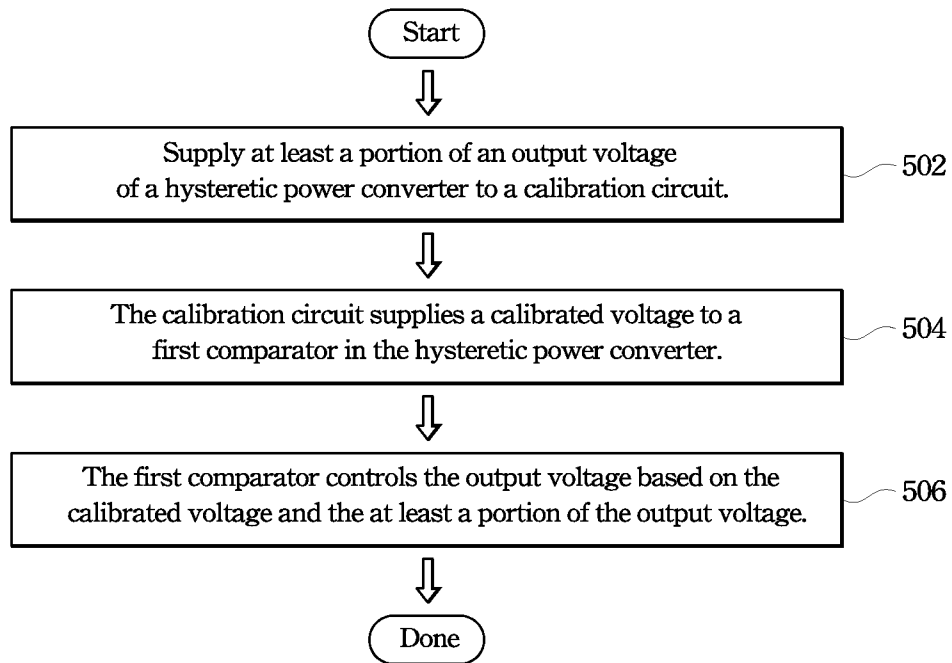 Start
Supply at least a portion of an output voltage
of a hysteretic power converter to a calibration circuit.
502
The calibration circuit supplies a calibrated voltage to a
first comparator in the hysteretic power converter.
504
The first comparator controls the output voltage based on the
calibrated voltage and the at least a portion of the output voltage.
506
Done